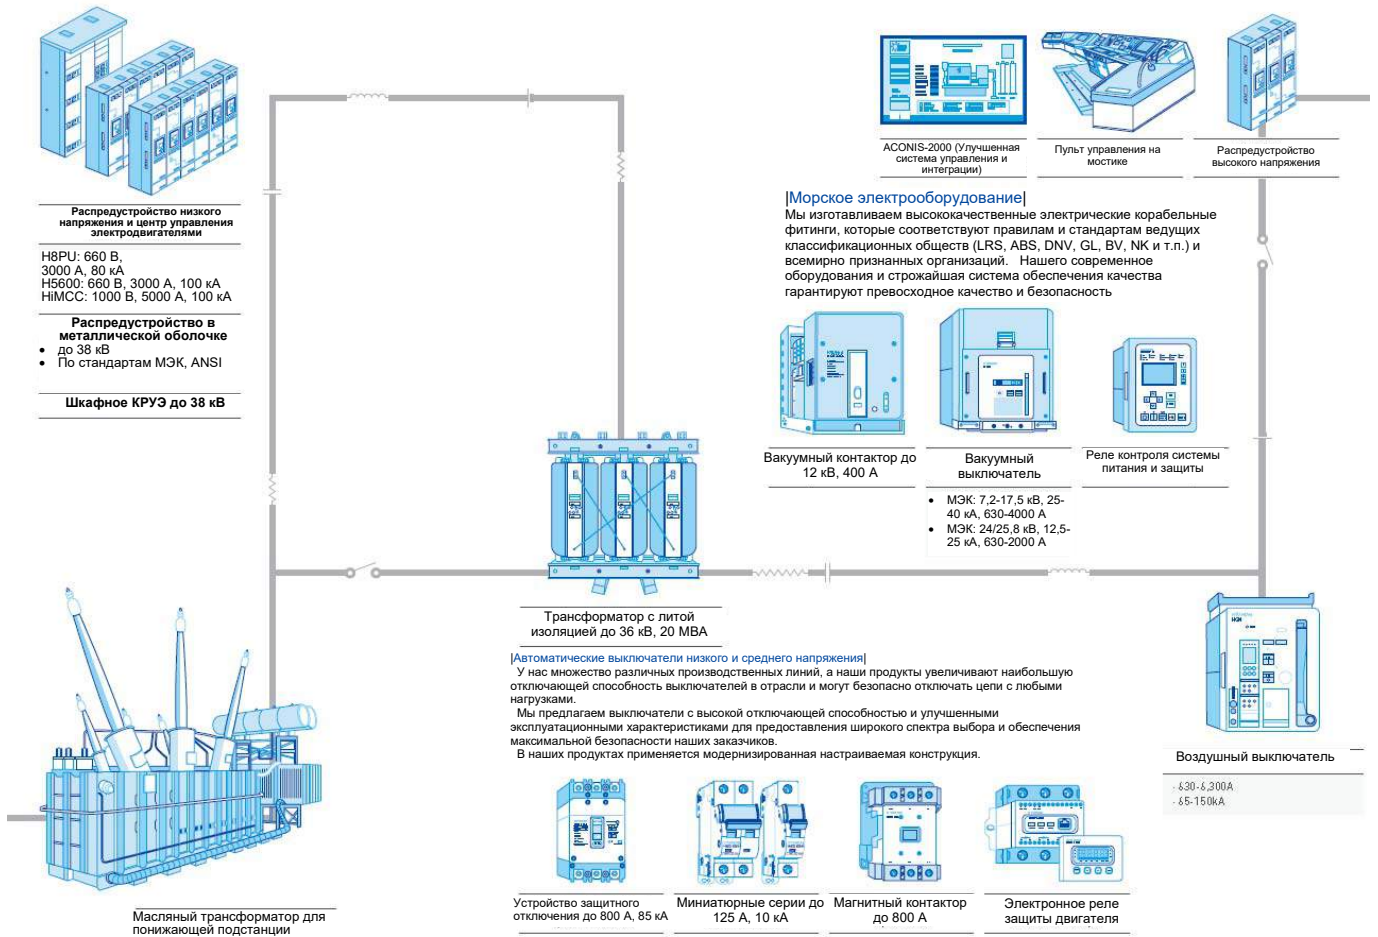 Распредустройство низкого
напряжения и центр управления
электродвигателями
H8PU: 660 В,
3000 А, 80 кА
H5600: 660 В, 3000 А, 100 кА
HiMCC: 1000 В, 5000 А, 100 кА
Распредустройство в
металлической оболочке
• до 38 кВ
• По стандартам МЭК, ANSI
Шкафное КРУЭ до 38 кВ
ACONIS-2000 (Улучшенная
система управления и
интеграции)
Пульт управления на
мостике
Распредустройство
высокого напряжения
|Морское электрооборудование|
Мы изготавливаем высококачественные электрические корабельные
фитинги, которые соответствуют правилам и стандартам ведущих
классификационных обществ (LRS, ABS, DNV, GL, BV, NK и т.п.) и
всемирно признанных организаций. Нашего современное
оборудования и строжайшая система обеспечения качества
гарантируют превосходное качество и безопасность
Вакуумный контактор до
12 кВ, 400 А
Вакуумный
выключатель
• МЭК: 7,2-17,5 кВ, 25-
40 кА, 630-4000 А
• МЭК: 24/25,8 кВ, 12,5-
25 кА, 630-2000 А
Реле контроля системы
питания и защиты
Трансформатор с литой
изоляцией до 36 кВ, 20 МВА
|Автоматические выключатели низкого и среднего напряжения|
У нас множество различных производственных линий, а наши продукты увеличивают наибольшую
отключающей способность выключателей в отрасли и могут безопасно отключать цепи с любыми
нагрузками.
Мы предлагаем выключатели с высокой отключающей способностью и улучшенными
эксплуатационными характеристиками для предоставления широкого спектра выбора и обеспечения
максимальной безопасности наших заказчиков.
В наших продуктах применяется модернизированная настраиваемая конструкция.
Воздушный выключатель
· 630-6,300A
· 65-150kA
Масляный трансформатор для
понижающей подстанции
Устройство защитного
отключения до 800 А, 85 кА
Миниатюрные серии до
125 А, 10 кА
Магнитный контактор
до 800 А
Электронное реле
защиты двигателя